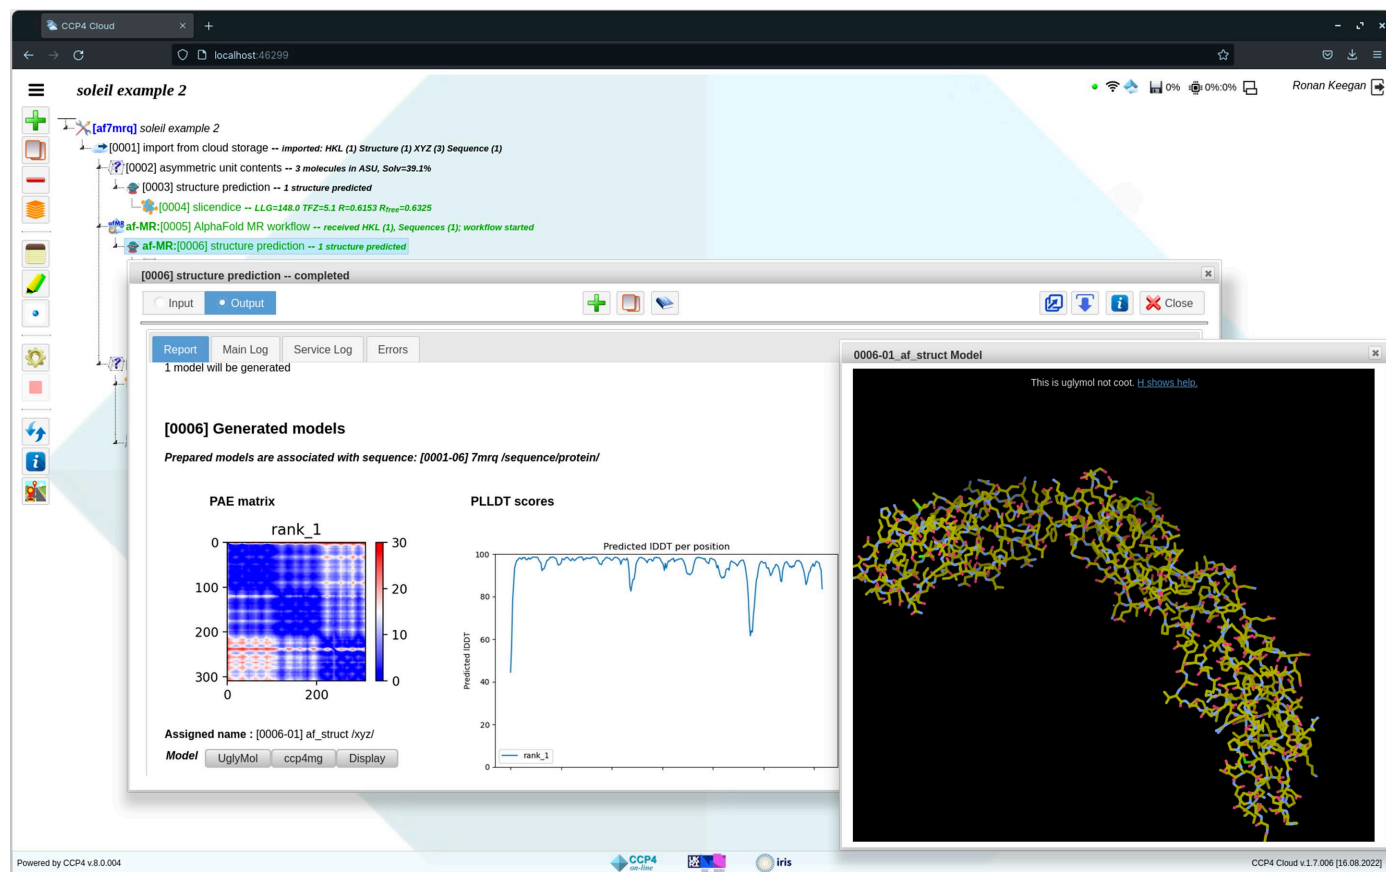 CCP4 Cloud
localhost:46299
soleil example 2
0%
0%:0%
Ronan Keegan
[af7mrq] soleil example 2
[0001] import from cloud storage -- imported: HKL (1) Structure (1) XYZ (3) Sequence (1)
[0002] asymmetric unit contents -- 3 molecules in ASU, Solv=39.1%
[0003] structure prediction -- 1 structure predicted
[0004] slicendice -- LLG=148.0 TFZ=5.1 R=0.6153 Rfree=0.6325
af-MR:[0005] AlphaFold MR workflow -- received HKL (1), Sequences (1); workflow started
af-MR:[0006] structure prediction -- 1 structure predicted
[0006] structure prediction -- completed
Input
Output
Close
Report
Main Log
Service Log
Errors
1 model will be generated
[0006] Generated models
Prepared models are associated with sequence: [0001-06] 7mrq /sequence/protein/
PAE matrix
PLLDT scores
rank_1
0
100
200
300
0
200
30
20
10
0
Predicted lDDT per position
100
80
60
40
20
0
Predicted lDDT
rank_1
Assigned name : [0006-01] af_struct /xyz/
Model
UglyMol
ccp4mg
Display
0006-01_af_struct Model
This is uglymol not coot. H shows help.
Powered by CCP4 v.8.0.004
CCP4
on-line
iris
CCP4 Cloud v.1.7.006 [16.08.2022]